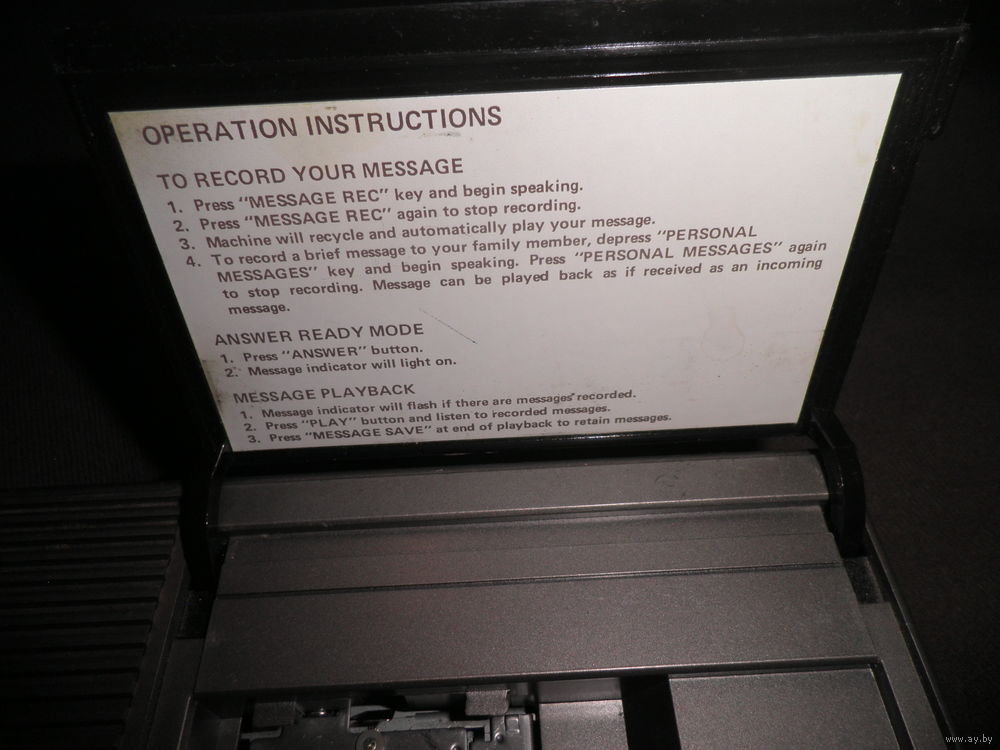 OPERATION INSTRUCTIONS
TO RECORD YOUR MESSAGE
1. Press "MESSAGE REC" key and begin speaking.
2. Press "MESSAGE REC" again to stop recording.
3. Machine will recycle and automatically play your message.
4. To record a brief message to your family member, depress "PERSONAL
MESSAGES" key and begin speaking. Press "PERSONAL MESSAGES" again
to stop recording. Message can be played back as if received as an incoming
message.
ANSWER READY MODE
1. Press "ANSWER" button.
2. Message indicator will light on.
MESSAGE PLAYBACK
1. Message indicator will flash if there are messages recorded.
2. Press "PLAY" button and listen to recorded messages.
3. Press "MESSAGE SAVE" at end of playback to retain messages.
www.ay.by